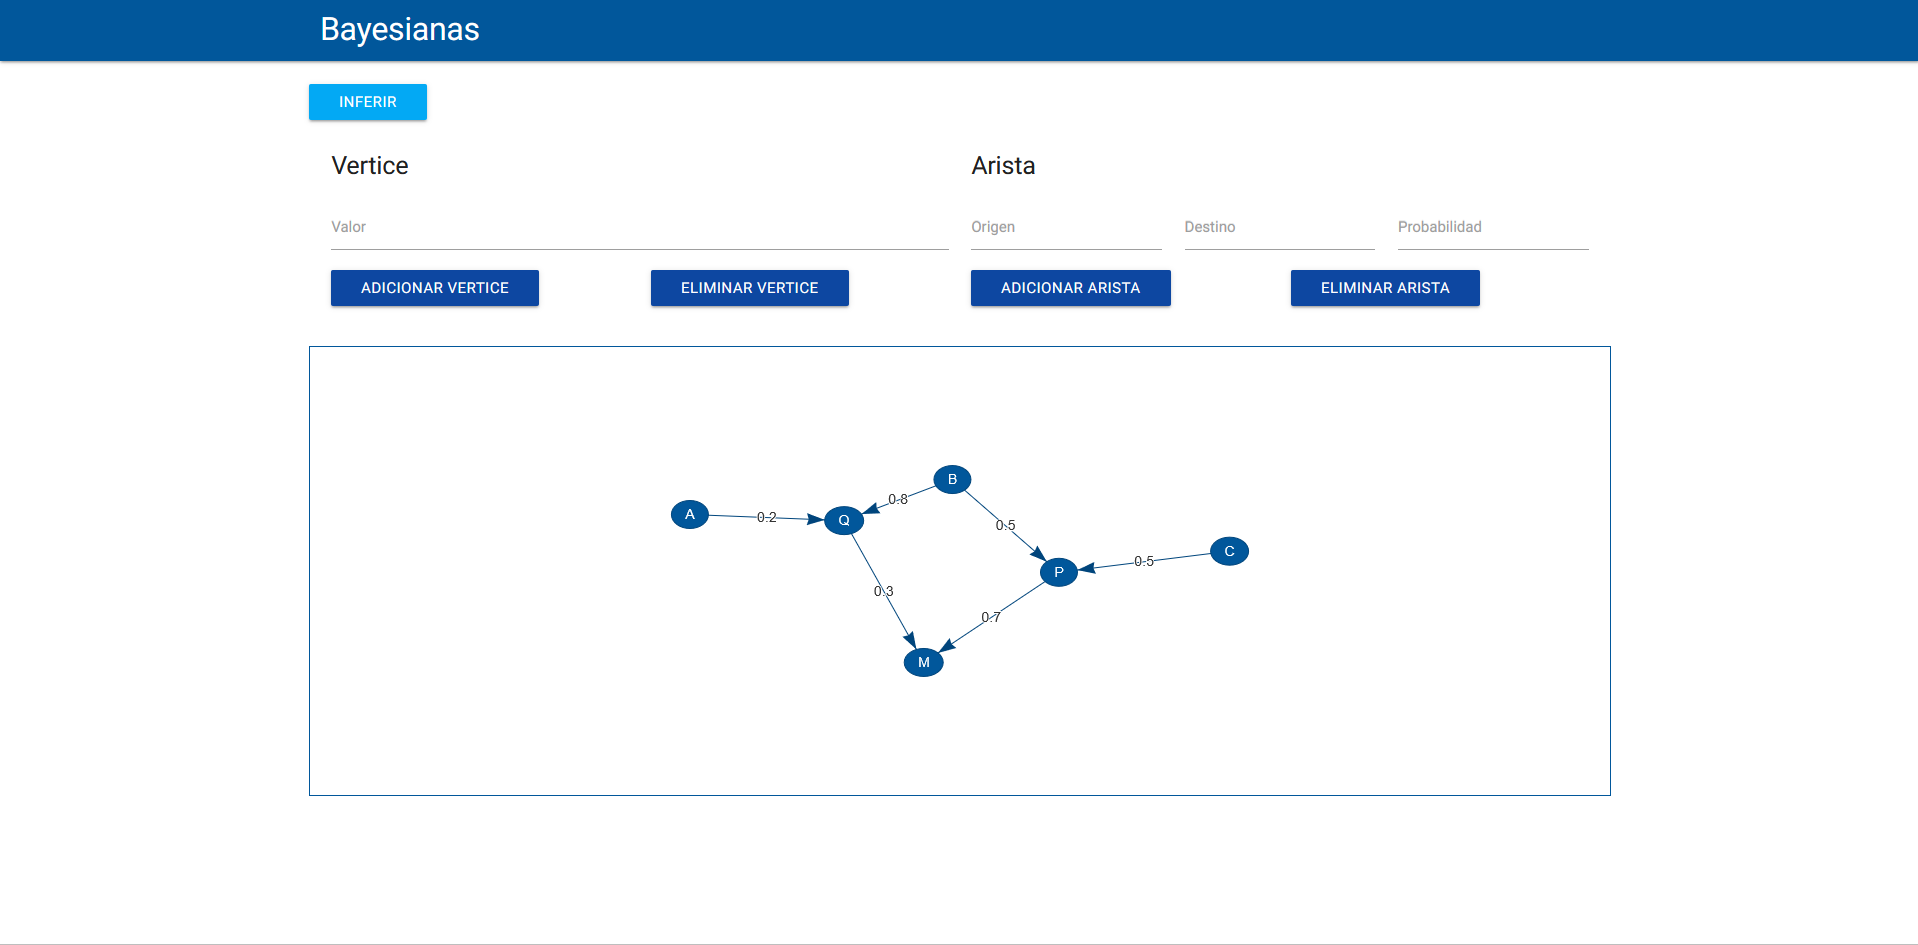 Bayesianas
INFERIR
Vertice
Arista
Valor
Origen
Destino
Probabilidad
ADICIONAR VERTICE
ELIMINAR VERTICE
ADICIONAR ARISTA
ELIMINAR ARISTA
B
0.8
A
0.2
Q
0.5
C
0.5
P
0.3
0.7
M